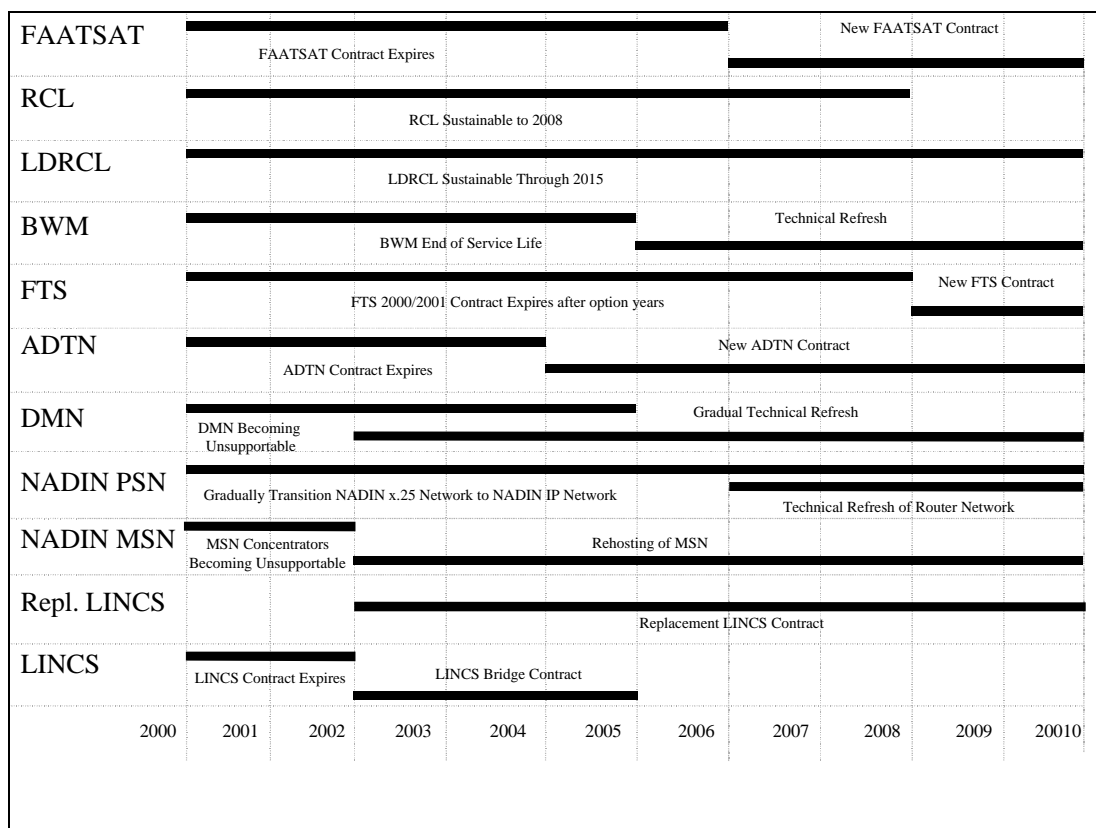 FAATSAT
New FAATSAT Contract
FAATSAT Contract Expires
RCL
RCL Sustainable to 2008
LDRCL
LDRCL Sustainable Through 2015
BWM
Technical Refresh
BWM End of Service Life
FTS
New FTS Contract
FTS 2000/2001 Contract Expires after option years
ADTN
New ADTN Contract
ADTN Contract Expires
DMN
Gradual Technical Refresh
DMN Becoming
Unsupportable
NADIN PSN
Gradually Transition NADIN x.25 Network to NADIN IP Network
Technical Refresh of Router Network
NADIN MSN
MSN Concentrators
Becoming Unsupportable
Rehosting of MSN
Repl. LINCS
Replacement LINCS Contract
LINCS
LINCS Contract Expires
LINCS Bridge Contract
2000 2001 2002 2003 2004 2005 2006 2007 2008 2009 20010